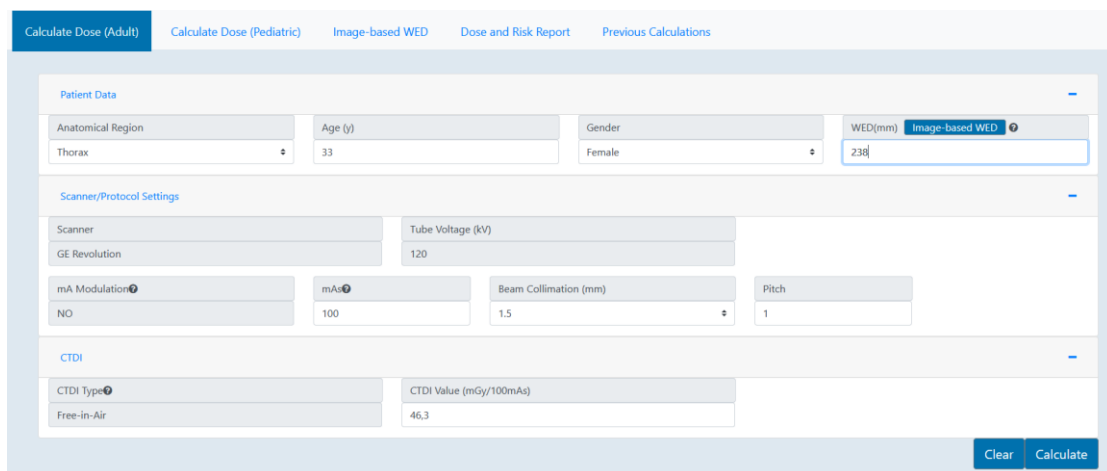 Calculate Dose (Adult) Calculate Dose (Pediatric) Image-based WED Dose and Risk Report Previous Calculations
Patient Data
Anatomical Region Age (y) Gender WED(mm) Image-based WED
Thorax 33 Female 238
Scanner/Protocol Settings
Scanner Tube Voltage (kV)
GE Revolution 120
mA Modulation mAs Beam Collimation (mm) Pitch
NO 100 1.5 1
CTDI
CTDI Type CTDI Value (mGy/100mAs)
Free-in-Air 46,3
Clear Calculate